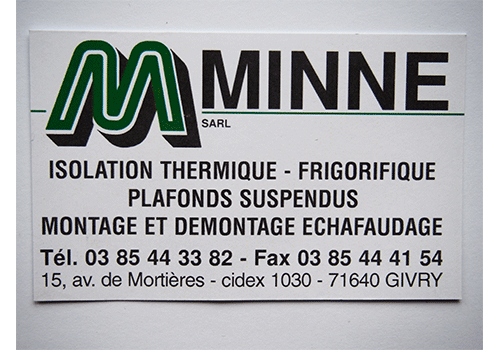 M MINNE
SARL
ISOLATION THERMIQUE - FRIGORIFIQUE
PLAFONDS SUSPENDUS
MONTAGE ET DEMONTAGE ECHAFAUDAGE
Tél. 03 85 44 33 82 - Fax 03 85 44 41 54
15, av. de Mortières - cidex 1030 - 71640 GIVRY